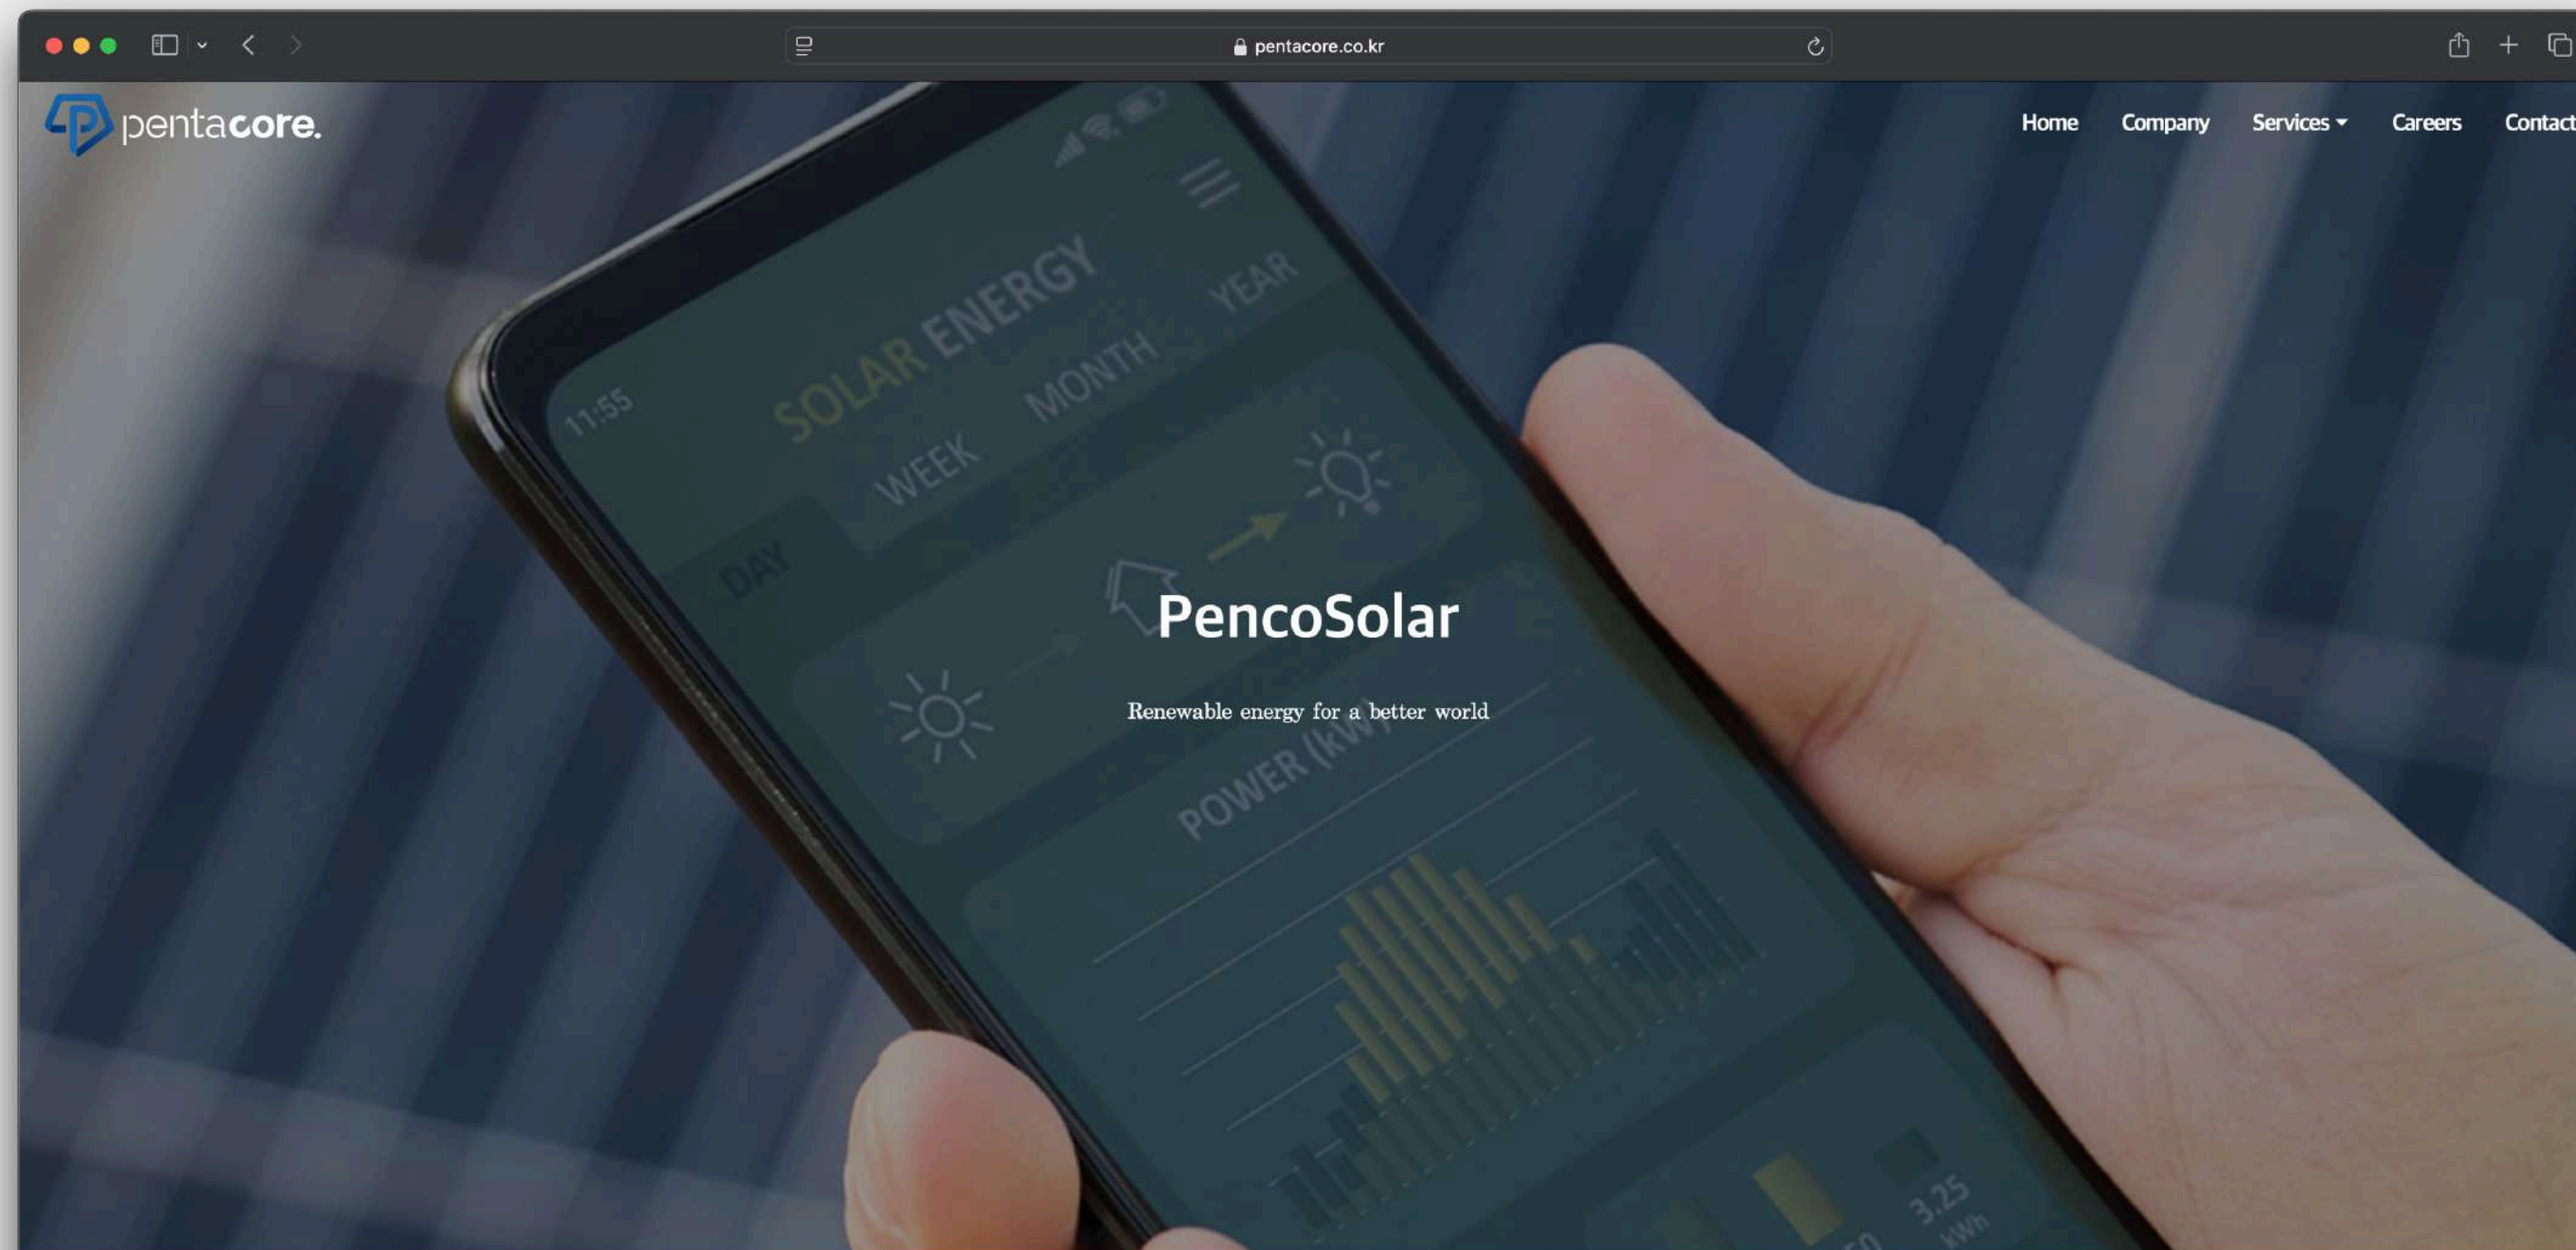 pentacore.co.kr
pentacore.
Home Company Services Careers Contact
11:55
SOLAR ENERGY
DAY WEEK MONTH YEAR
PencoSolar
Renewable energy for a better world
POWER (kW)
3.25
kWh